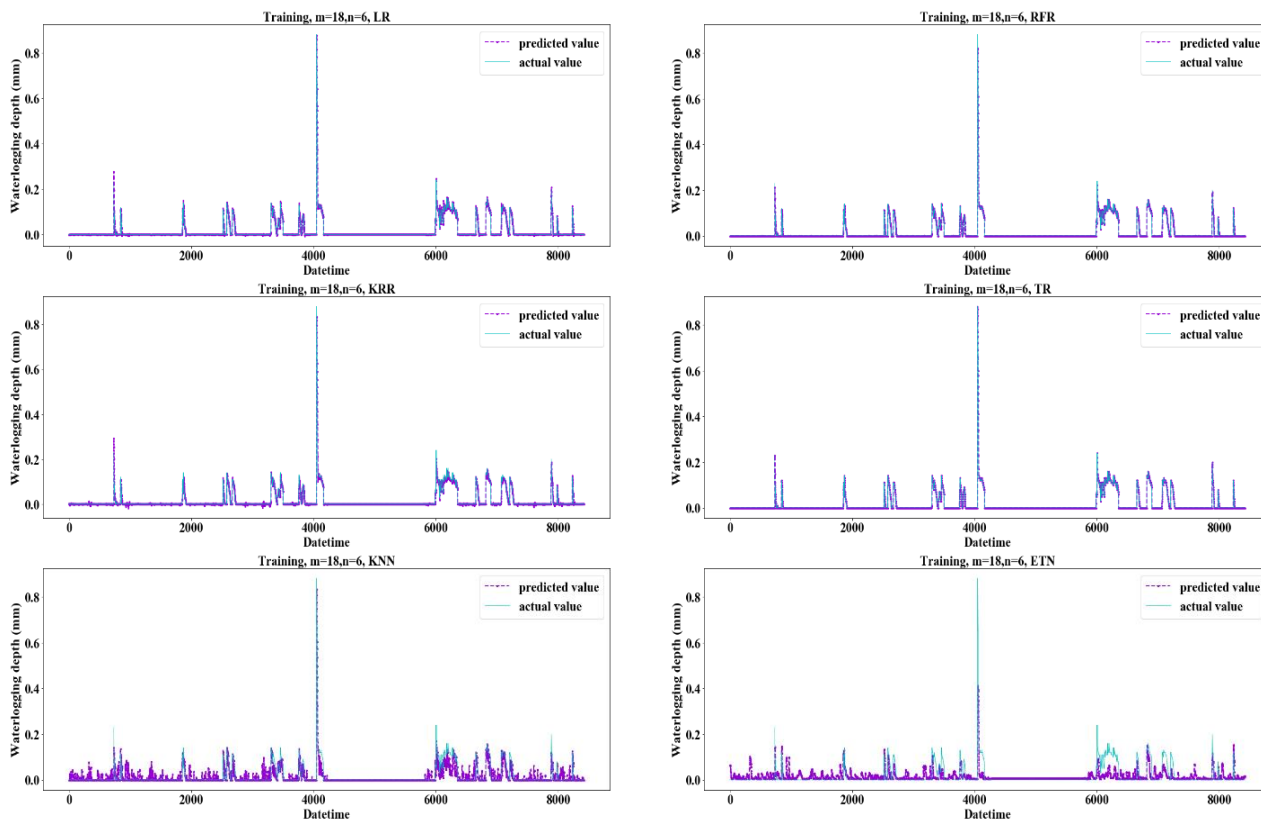 Training, m=18,n=6, LR
predicted value
actual value
Waterlogging depth (mm)
0.8
0.6
0.4
0.2
0.0
0 2000 4000 6000 8000
Datetime
Training, m=18,n=6, RFR
predicted value
actual value
Waterlogging depth (mm)
0.8
0.6
0.4
0.2
0.0
0 2000 4000 6000 8000
Datetime
Training, m=18,n=6, KRR
predicted value
actual value
Waterlogging depth (mm)
0.8
0.6
0.4
0.2
0.0
0 2000 4000 6000 8000
Datetime
Training, m=18,n=6, TR
predicted value
actual value
Waterlogging depth (mm)
0.8
0.6
0.4
0.2
0.0
0 2000 4000 6000 8000
Datetime
Training, m=18,n=6, KNN
predicted value
actual value
Waterlogging depth (mm)
0.8
0.6
0.4
0.2
0.0
0 2000 4000 6000 8000
Datetime
Training, m=18,n=6, ETN
predicted value
actual value
Waterlogging depth (mm)
0.8
0.6
0.4
0.2
0.0
0 2000 4000 6000 8000
Datetime